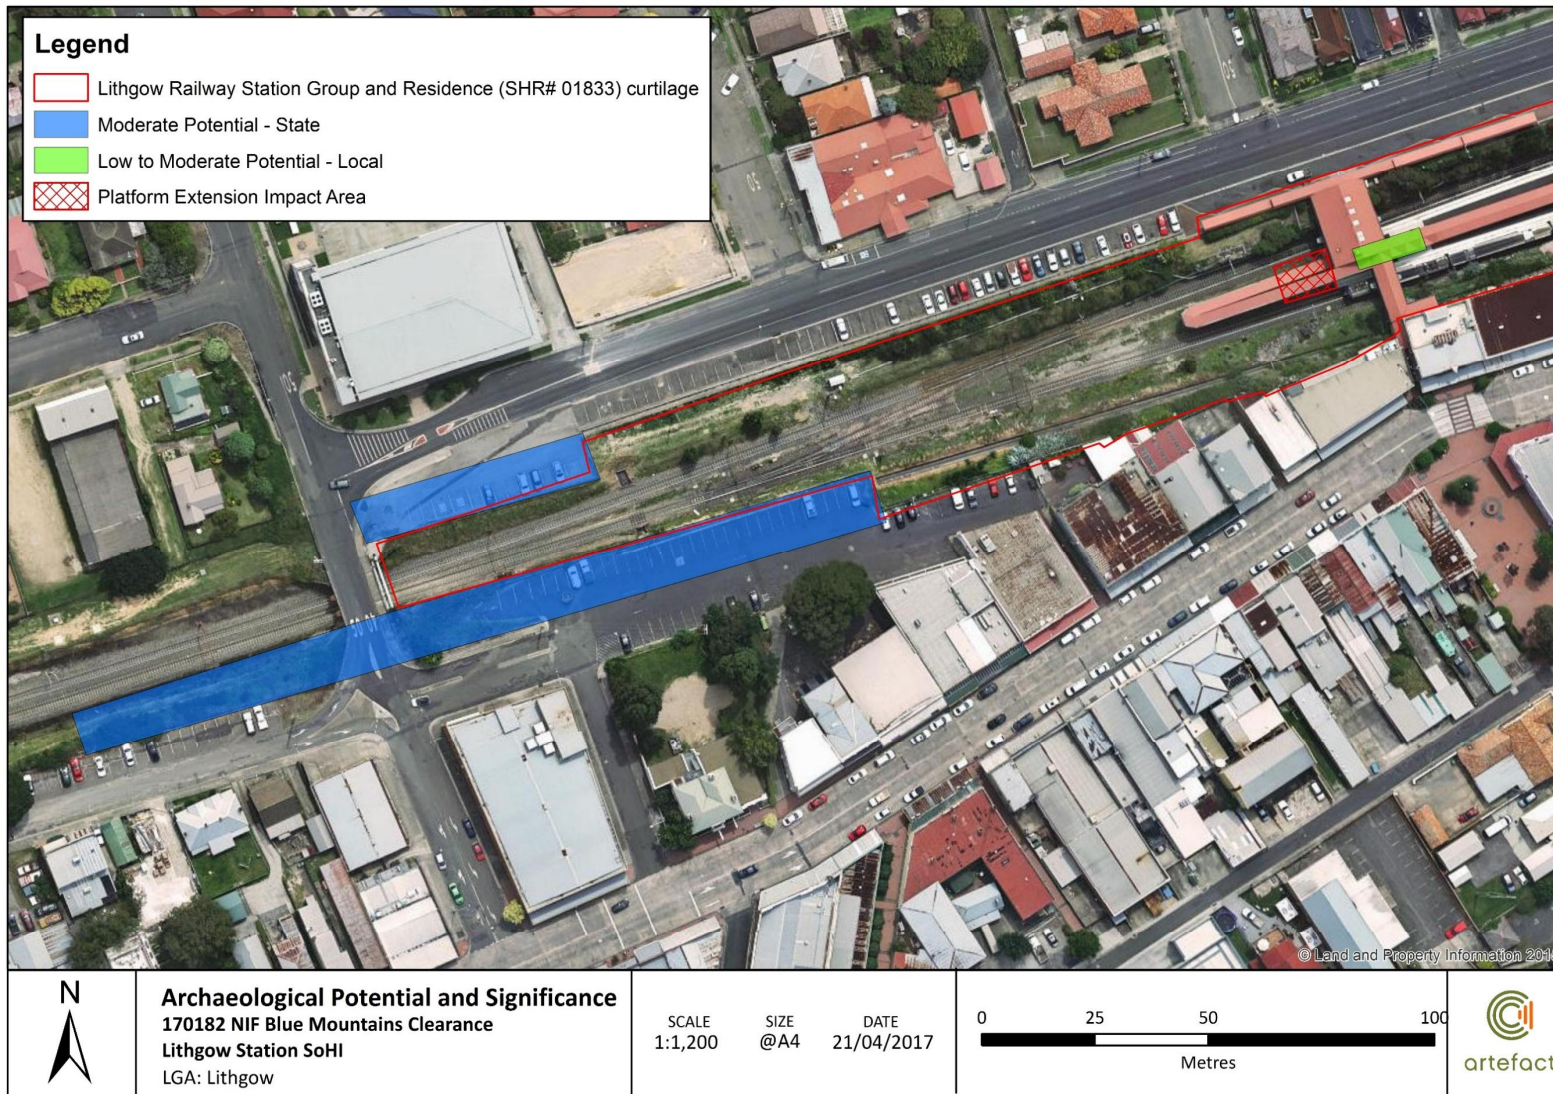 Legend
Lithgow Railway Station Group and Residence (SHR# 01833) curtilage
Moderate Potential - State
Low to Moderate Potential - Local
Platform Extension Impact Area
© Land and Property Information 201
N
Archaeological Potential and Significance
170182 NIF Blue Mountains Clearance
Lithgow Station SoHI
LGA: Lithgow
SCALE
1:1,200
SIZE
@A4
DATE
21/04/2017
0 25 50 100
Metres
artefact